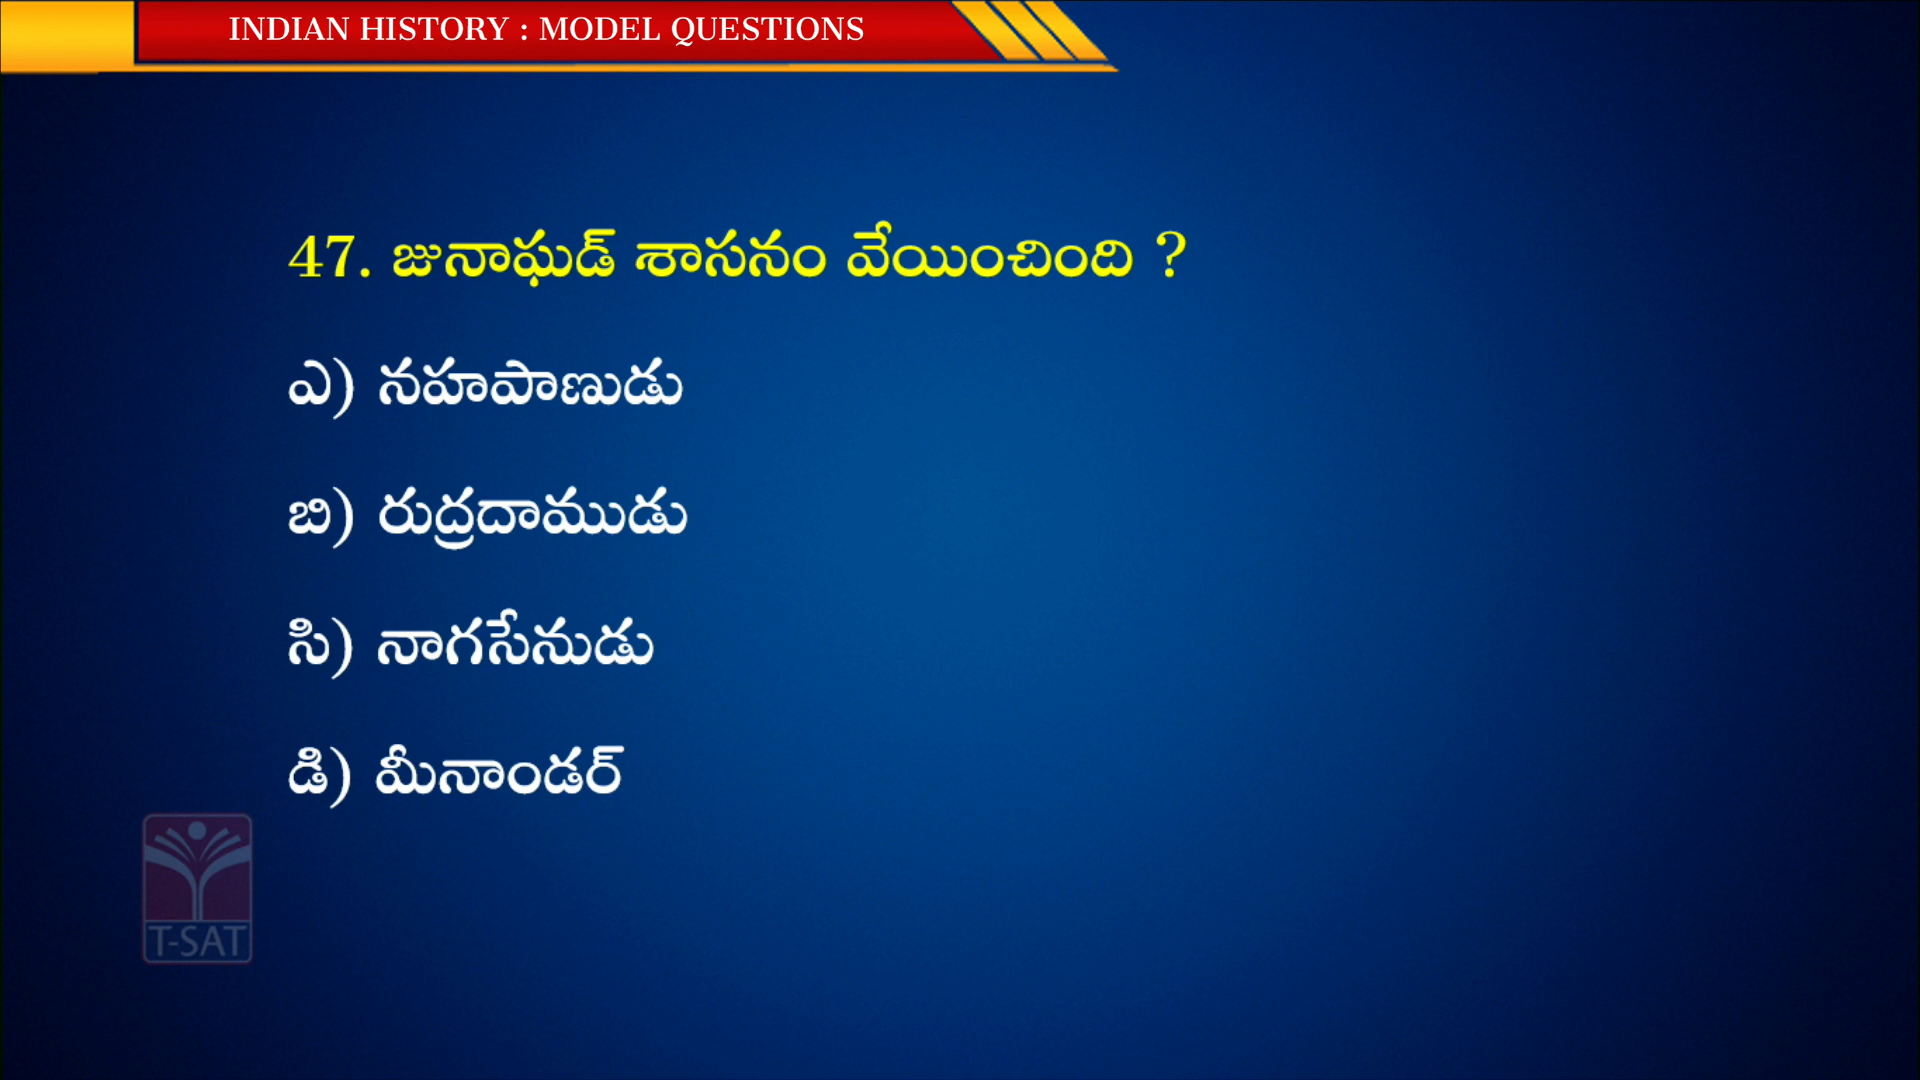 INDIAN HISTORY : MODEL QUESTIONS
47. జునాఘడ్ శాసనం వేయించింది ?
ఎ) నహపాణుడు
బి) రుద్రదాముడు
సి) నాగసేనుడు
డి) మీనాండర్
T-SAT